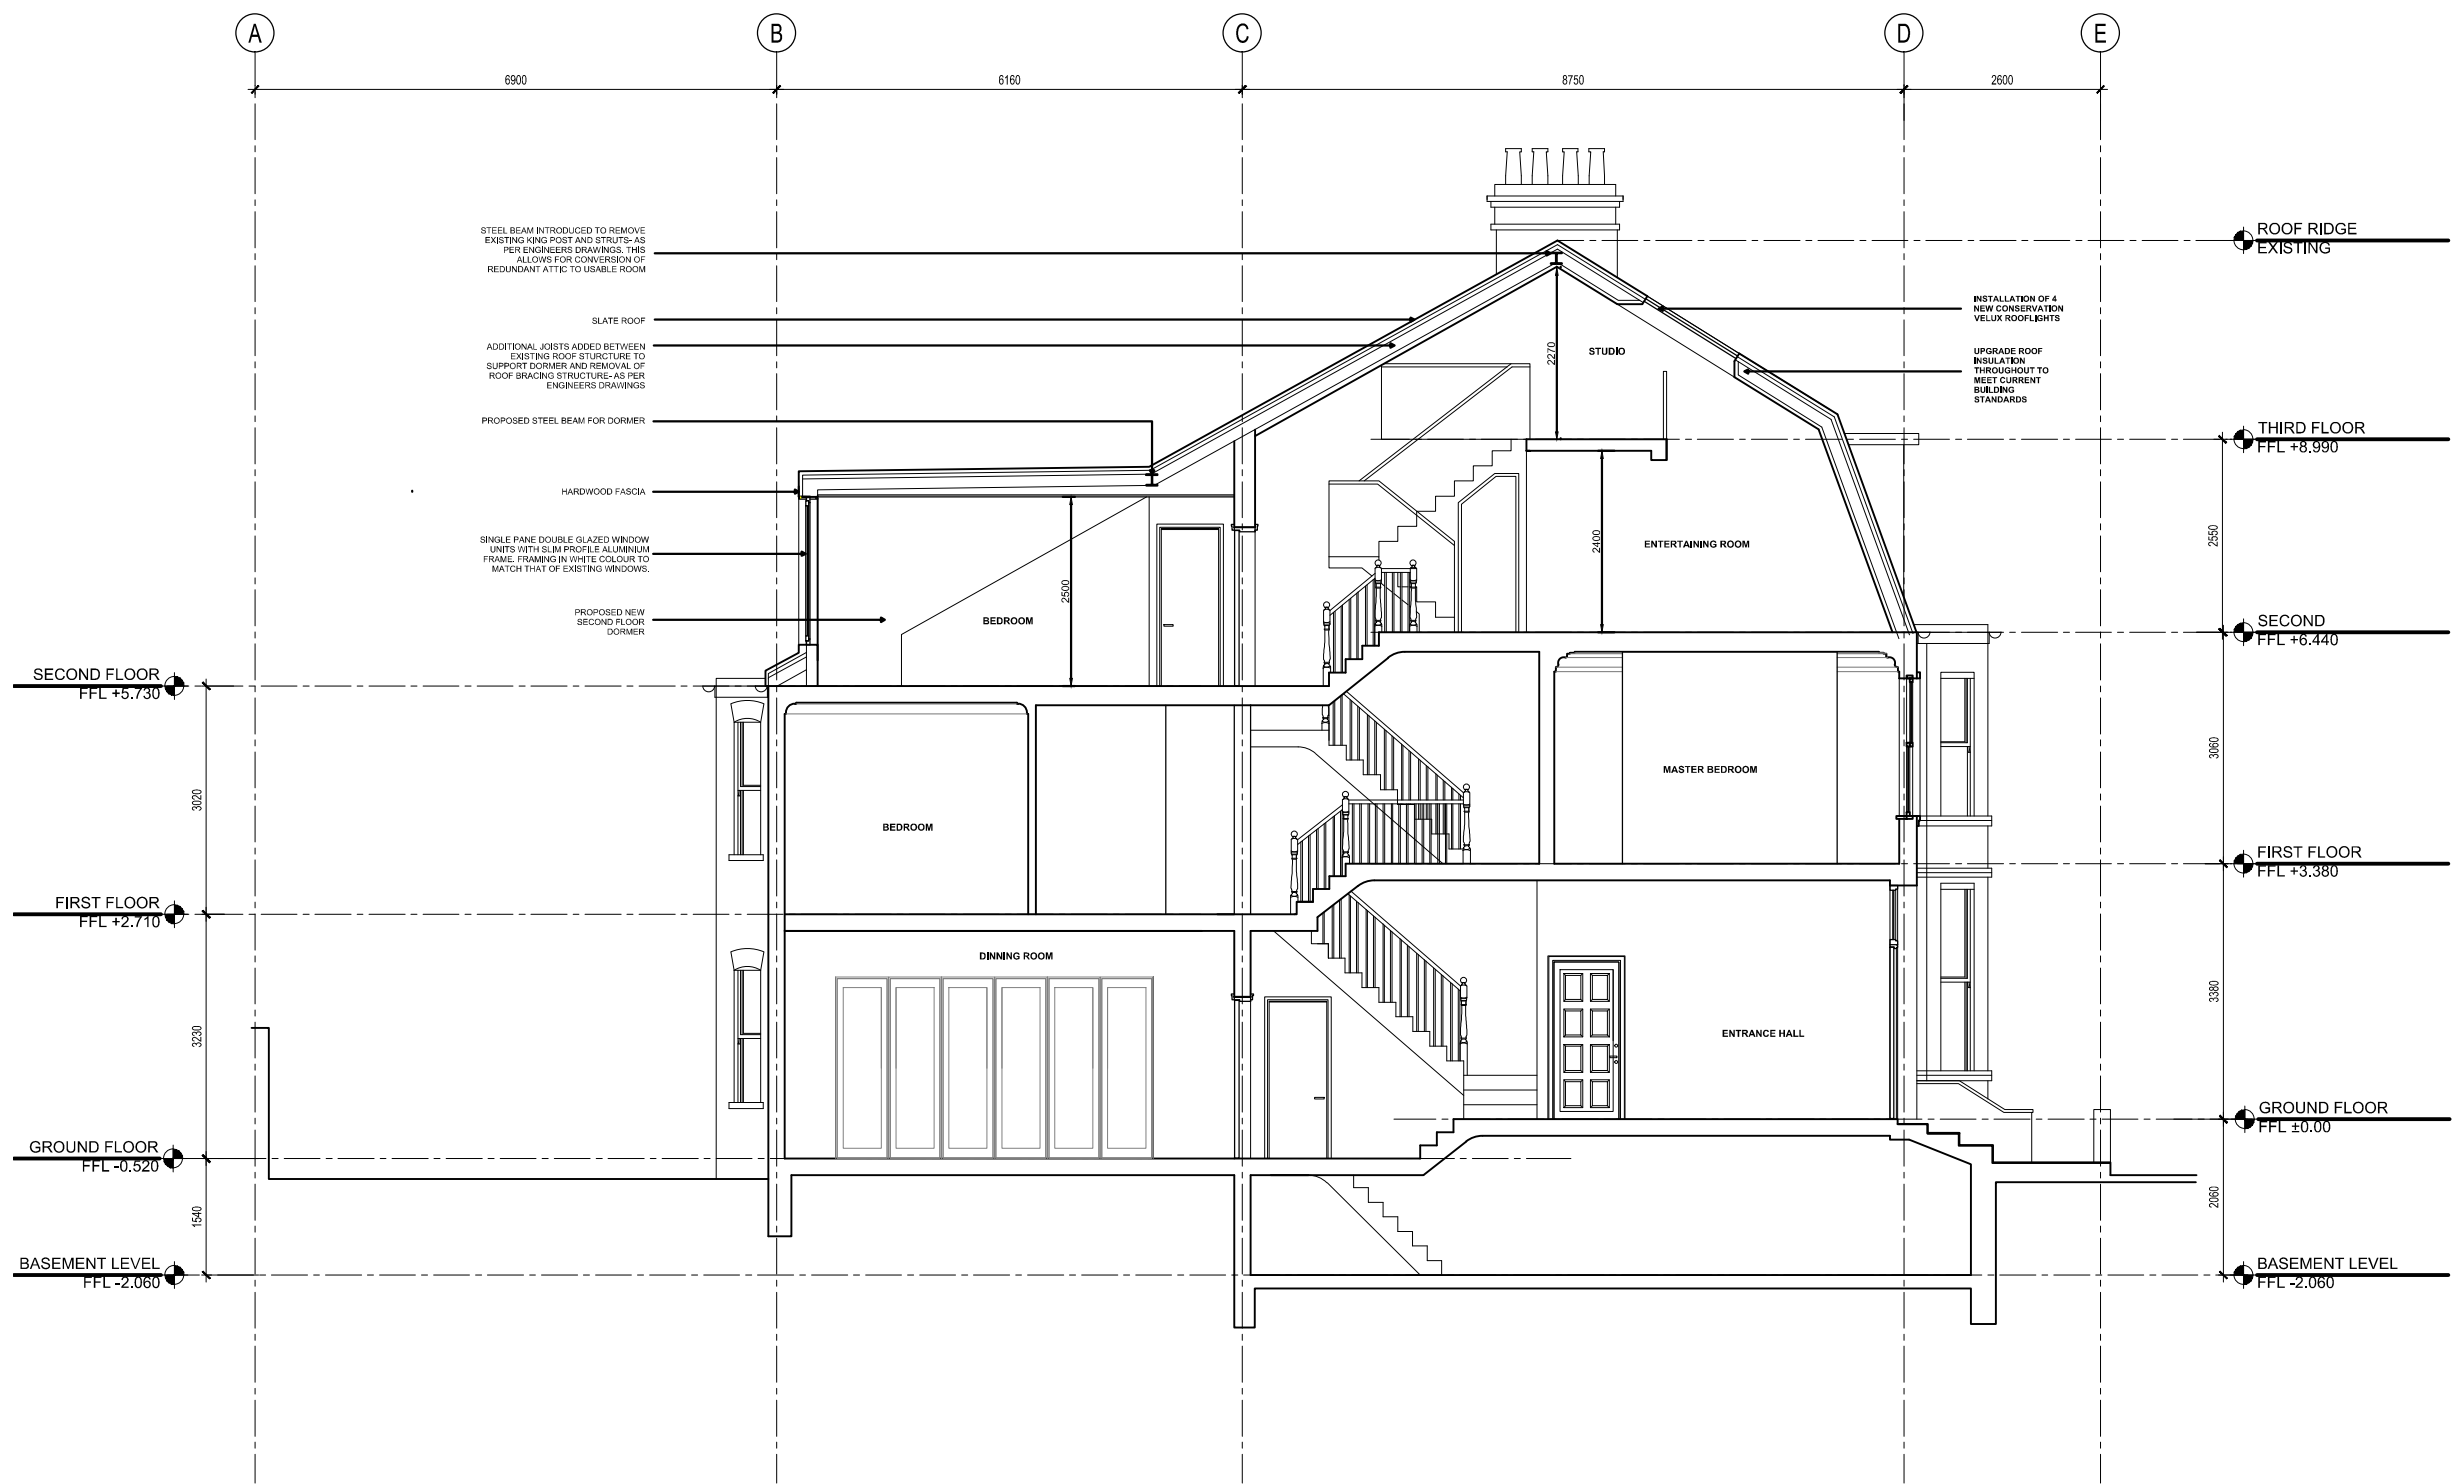 A
B
C
D
E
6900
6160
8750
2600
STEEL BEAM INTRODUCED TO REMOVE
EXISTING KING POST AND STRUTS- AS
PER ENGINEERS DRAWINGS. THIS
ALLOWS FOR CONVERSION OF
REDUNDANT ATTIC TO USABLE ROOM
SLATE ROOF
ADDITIONAL JOISTS ADDED BETWEEN
EXISTING ROOF STURCTURE TO
SUPPORT DORMER AND REMOVAL OF
ROOF BRACING STRUCTURE- AS PER
ENGINEERS DRAWINGS
PROPOSED STEEL BEAM FOR DORMER
HARDWOOD FASCIA
SINGLE PANE DOUBLE GLAZED WINDOW
UNITS WITH SLIM PROFILE ALUMINIUM
FRAME. FRAMING IN WHITE COLOUR TO
MATCH THAT OF EXISTING WINDOWS.
PROPOSED NEW
SECOND FLOOR
DORMER
ROOF RIDGE
EXISTING
INSTALLATION OF 4
NEW CONSERVATION
VELUX ROOFLIGHTS
UPGRADE ROOF
INSULATION
THROUGHOUT TO
MEET CURRENT
BUILDING
STANDARDS
STUDIO
2270
THIRD FLOOR
FFL +8.990
2550
2400
ENTERTAINING ROOM
2500
BEDROOM
SECOND
FFL +6.440
SECOND FLOOR
FFL +5.730
3060
MASTER BEDROOM
3020
BEDROOM
FIRST FLOOR
FFL +3.380
FIRST FLOOR
FFL +2.710
DINNING ROOM
3380
ENTRANCE HALL
3230
GROUND FLOOR
FFL ±0.00
GROUND FLOOR
FFL -0.520
2060
1540
BASEMENT LEVEL
FFL -2.060
BASEMENT LEVEL
FFL -2.060